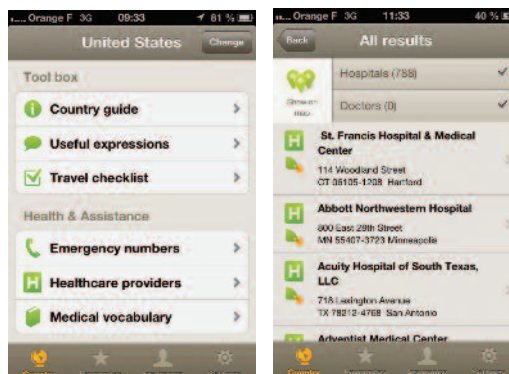 Orange F 3G 09:33 81 %
United States
Change
Tool box
Country guide
Useful expressions
Travel checklist
Health & Assistance
Emergency numbers
H Healthcare providers
Medical vocabulary
Orange F 3G 11:33 40 %
Back
All results
Show on
map
Hospitals (788)
Doctors (0)
H St. Francis Hospital & Medical
Center
114 Woodland Street
CT 06105-1208 Hartford
H Abbott Northwestern Hospital
800 East 28th Street
MN 55407-3723 Minneapolis
H Acuity Hospital of South Texas,
LLC
718 Lexington Avenue
TX 78212-4768 San Antonio
Adventist Medical Center